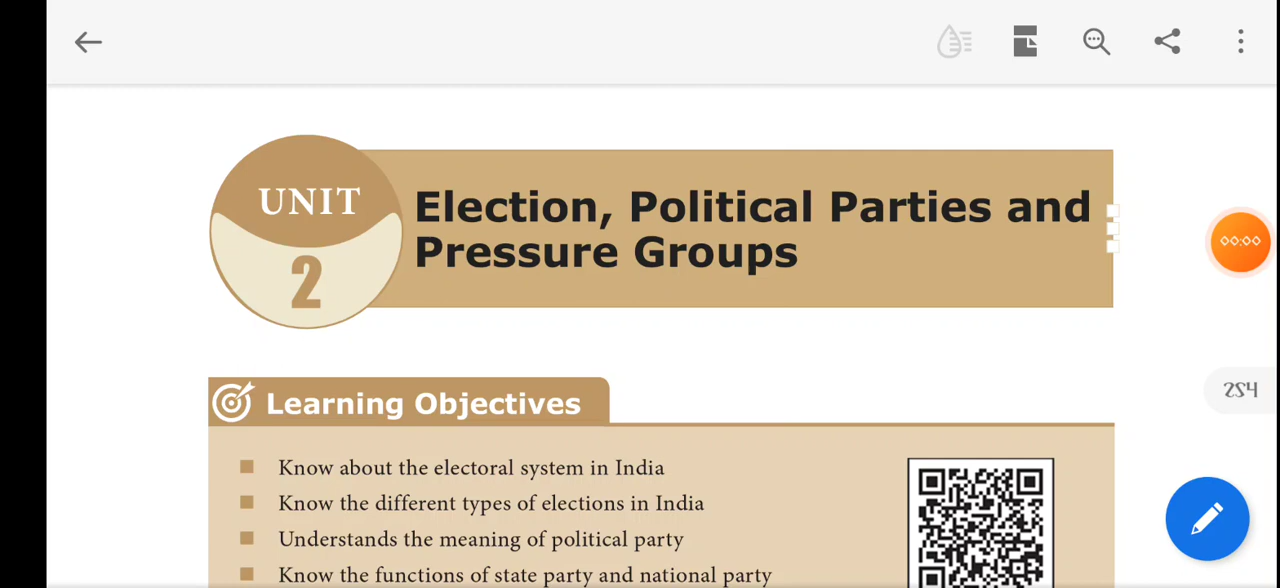 UNIT
2
Election, Political Parties and
Pressure Groups
00:00
254
Learning Objectives
Know about the electoral system in India
Know the different types of elections in India
Understands the meaning of political party
Know the functions of state party and national party